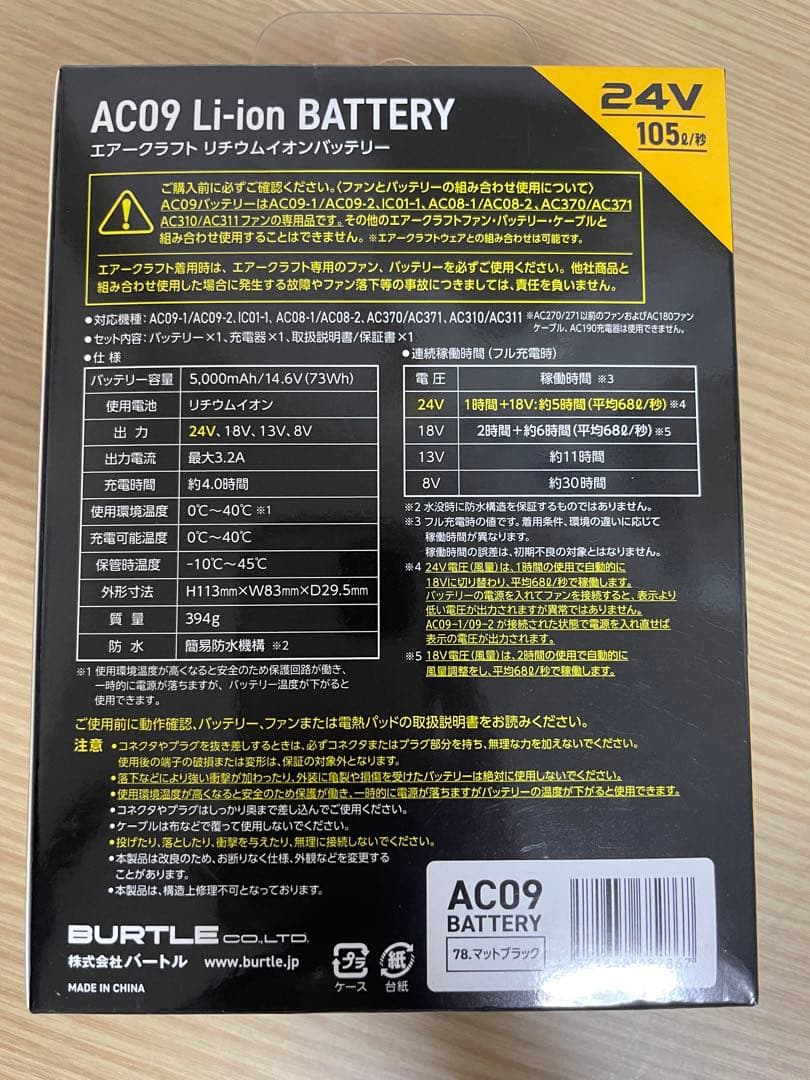 AC09 Li-ion BATTERY
エアークラフト リチウムイオンバッテリー
24V
105ℓ/秒
ご購入前に必ずご確認ください。〈ファンとバッテリーの組み合わせ使用について〉
AC09バッテリーはAC09-1/AC09-2、IC01-1、AC08-1/AC08-2、AC370/AC371
AC310/AC311ファンの専用品です。その他のエアークラフトファン・バッテリー・ケーブルと
組み合わせ使用することはできません。※エアークラフトウェアとの組み合わせは可能です。
エアークラフト着用時は、エアークラフト専用のファン、バッテリーを必ずご使用ください。他社商品と
組み合わせ使用した場合に発生する故障やファン落下等の事故につきましては、責任を負いません。
●対応機種：AC09-1/AC09-2、IC01-1、AC08-1/AC08-2、AC370/AC371、AC310/AC311 ※AC270/271以前のファンおよびAC180ファン
ケーブル、AC190充電器は使用できません。
●セット内容：バッテリー×1、充電器×1、取扱説明書/保証書×1
●仕 様
バッテリー容量 5,000mAh/14.6V(73Wh)
使用電池 リチウムイオン
出 力 24V、18V、13V、8V
出力電流 最大3.2A
充電時間 約4.0時間
使用環境温度 0℃～40℃ ※1
充電可能温度 0℃～40℃
保管時温度 -10℃～45℃
外形寸法 H113mm×W83mm×D29.5mm
質 量 394g
防 水 簡易防水機構 ※2
※1 使用環境温度が高くなると安全のため保護回路が働き、
一時的に電源が落ちますが、バッテリー温度が下がると
使用できます。
●連続稼働時間（フル充電時）
電 圧 稼働時間 ※3
24V 1時間＋18V：約5時間（平均68ℓ/秒）※4
18V 2時間＋約6時間（平均68ℓ/秒）※5
13V 約11時間
8V 約30時間
※2 水没時に防水構造を保証するものではありません。
※3 フル充電時の値です。着用条件、環境の違いに応じて
稼働時間が異なります。
稼働時間の誤差は、初期不良の対象とはなりません。
※4 24V電圧（風量）は、1時間の使用で自動的に
18Vに切り替わり、平均68ℓ/秒で稼働します。
バッテリーの電源を入れてファンを接続すると、表示より
低い電圧が出力されますが異常ではありません。
AC09-1/09-2 が接続された状態で電源を入れ直せば
表示の電圧が出力されます。
※5 18V電圧（風量）は、2時間の使用で自動的に
風量調整をし、平均68ℓ/秒で稼働します。
ご使用前に動作確認、バッテリー、ファンまたは電熱パッドの取扱説明書をお読みください。
注意 ●コネクタやプラグを抜き差しするときは、必ずコネクタまたはプラグ部分を持ち、無理な力を加えないでください。
使用後の端子の破損または変形は、保証の対象外となります。
●落下などにより強い衝撃が加わったり、外装に亀裂や損傷を受けたバッテリーは絶対に使用しないでください。
●使用環境温度が高くなると安全のため保護が働き、一時的に電源が落ちますがバッテリーの温度が下がると使用できます。
●コネクタやプラグはしっかり奥まで差し込んでご使用ください。
●ケーブルは布などで覆って使用しないでください。
●投げたり、落としたり、衝撃を与えたり、無理に接続しないでください。
●本製品は改良のため、お断りなく仕様、外観などを変更する
ことがあります。
●本製品は、構造上修理不可となっております。
BURTLE CO.,LTD.
株式会社バートル www.burtle.jp
MADE IN CHINA
プラ
ケース
紙
台紙
AC09
BATTERY
78.マットブラック